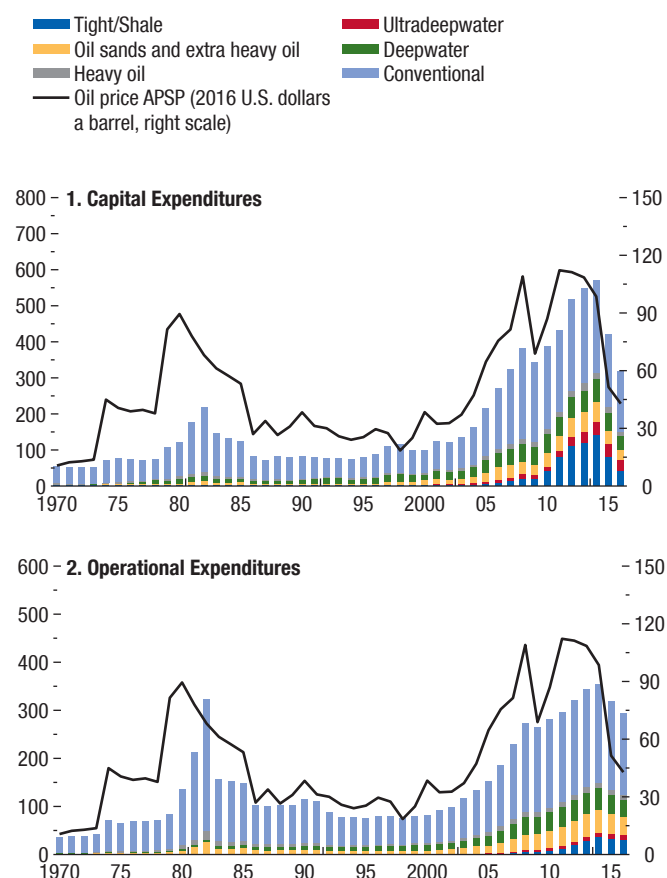 Tight/Shale
Oil sands and extra heavy oil
Heavy oil
Oil price APSP (2016 U.S. dollars
a barrel, right scale)
Ultradeepwater
Deepwater
Conventional
1. Capital Expenditures
800
700
600
500
400
300
200
100
0
150
120
90
60
30
0
1970 75 80 85 90 95 2000 05 10 15
2. Operational Expenditures
600
500
400
300
200
100
0
150
120
90
60
30
0
1970 75 80 85 90 95 2000 05 10 15